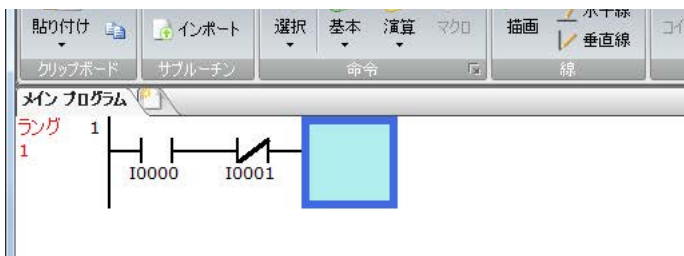 貼り付け
インポート
選択 基本 演算 マクロ
描画
水平線
垂直線
クリップボード サブルーチン 命令 線
メイン プログラム
ラング 1
1
I0000 I0001